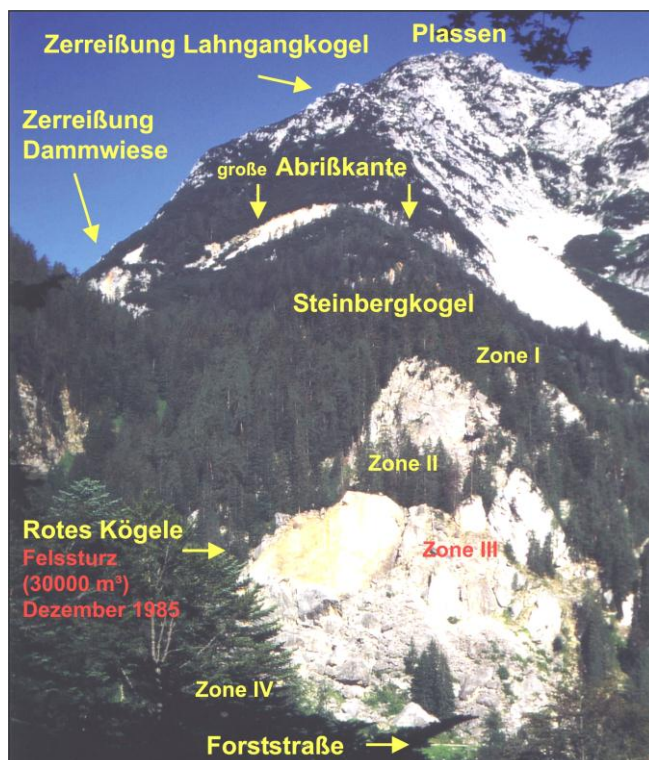 Zerreißung Lahngangkogel
Plassen
Zerreißung
Dammwiese
große Abrißkante
Steinbergkogel
Zone I
Zone II
Rotes Kögele
Felssturz
(30000 m³)
Dezember 1985
Zone III
Zone IV
Forststraße